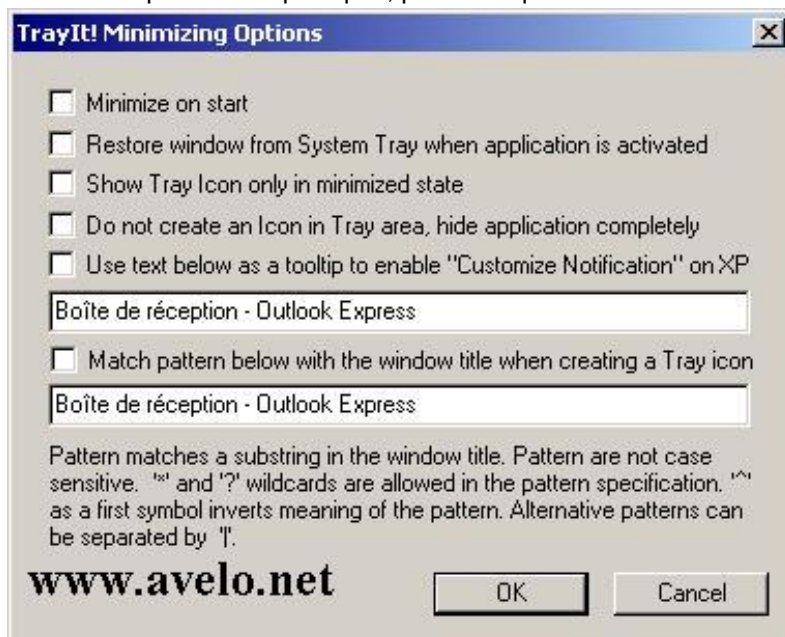 TrayIt! Minimizing Options
Minimize on start
Restore window from System Tray when application is activated
Show Tray Icon only in minimized state
Do not create an Icon in Tray area, hide application completely
Use text below as a tooltip to enable "Customize Notification" on XP
Boîte de réception - Outlook Express
Match pattern below with the window title when creating a Tray icon
Boîte de réception - Outlook Express
Pattern matches a substring in the window title. Pattern are not case
sensitive. '*' and '?' wildcards are allowed in the pattern specification. '^'
as a first symbol inverts meaning of the pattern. Alternative patterns can
be separated by '|'.
www.avelo.net
OK
Cancel